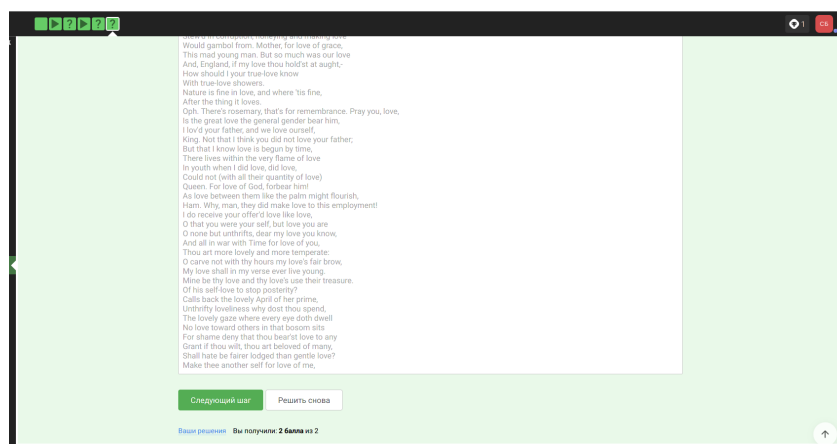 ? ? ?
1
СБ
Stew'd in corruption, honeying and making love
Would gambol from. Mother, for love of grace,
This mad young man. But so much was our love
And, England, if my love thou hold'st at aught,-
How should I your true-love know
With true-love showers.
Nature is fine in love, and where 'tis fine,
After the thing it loves.
Oph. There's rosemary, that's for remembrance. Pray you, love,
Is the great love the general gender bear him,
I lov'd your father, and we love ourself,
King. Not that I think you did not love your father;
But that I know love is begun by time,
There lives within the very flame of love
In youth when I did love, did love,
Could not (with all their quantity of love)
Queen. For love of God, forbear him!
As love between them like the palm might flourish,
Ham. Why, man, they did make love to this employment!
I do receive your offer'd love like love,
O that you were your self, but love you are
O none but unthrifts, dear my love you know,
And all in war with Time for love of you,
Thou art more lovely and more temperate:
O carve not with thy hours my love's fair brow,
My love shall in my verse ever live young.
Mine be thy love and thy love's use their treasure.
Of his self-love to stop posterity?
Calls back the lovely April of her prime,
Unthrifty loveliness why dost thou spend,
The lovely gaze where every eye doth dwell
No love toward others in that bosom sits
For shame deny that thou bear'st love to any
Grant if thou wilt, thou art beloved of many,
Shall hate be fairer lodged than gentle love?
Make thee another self for love of me,
Следующий шаг
Решить снова
Ваши решения Вы получили: 2 балла из 2